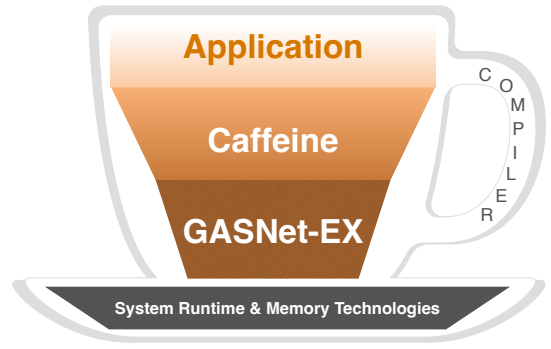 Application
Caffeine
GASNet-EX
System Runtime & Memory Technologies
COMPILER